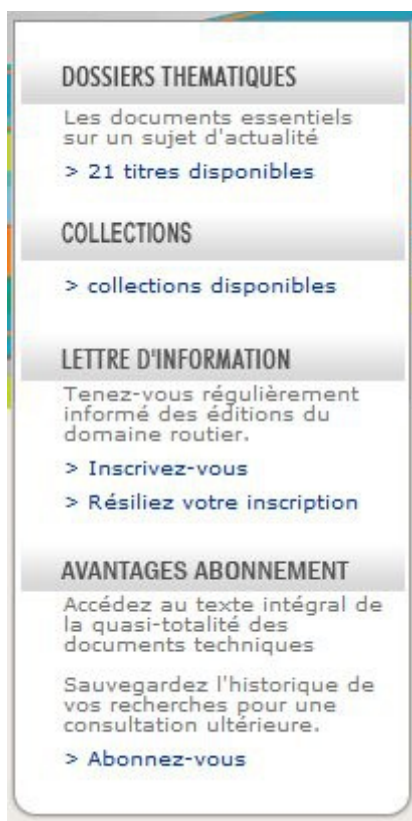 DOSSIERS THEMATIQUES
Les documents essentiels
sur un sujet d'actualité
> 21 titres disponibles
COLLECTIONS
> collections disponibles
LETTRE D'INFORMATION
Tenez-vous régulièrement
informé des éditions du
domaine routier.
> Inscrivez-vous
> Résiliez votre inscription
AVANTAGES ABONNEMENT
Accédez au texte intégral de
la quasi-totalité des
documents techniques
Sauvegardez l'historique de
vos recherches pour une
consultation ultérieure.
> Abonnez-vous